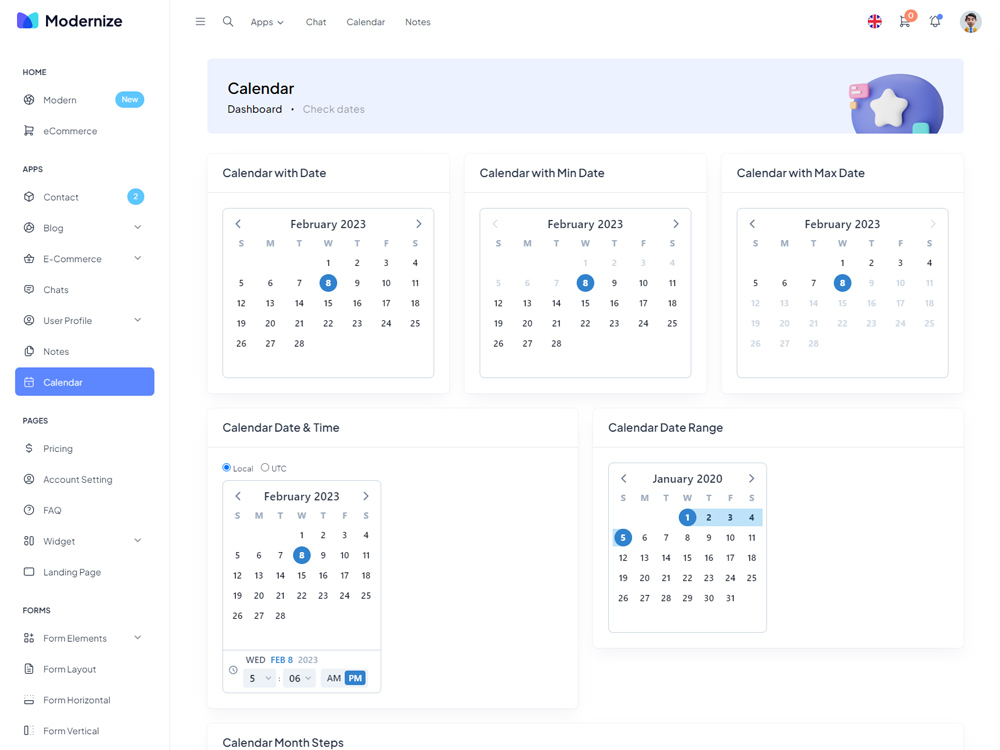 Modernize
Apps Chat Calendar Notes
0
HOME
Modern New
eCommerce
APPS
Contact 2
Blog
E-Commerce
Chats
User Profile
Notes
Calendar
PAGES
Pricing
Account Setting
FAQ
Widget
Landing Page
FORMS
Form Elements
Form Layout
Form Horizontal
Form Vertical
Calendar
Dashboard • Check dates
Calendar with Date
February 2023
S M T W T F S
1 2 3 4
5 6 7 8 9 10 11
12 13 14 15 16 17 18
19 20 21 22 23 24 25
26 27 28
Calendar with Min Date
February 2023
S M T W T F S
1 2 3 4
5 6 7 8 9 10 11
12 13 14 15 16 17 18
19 20 21 22 23 24 25
26 27 28
Calendar with Max Date
February 2023
S M T W T F S
1 2 3 4
5 6 7 8 9 10 11
12 13 14 15 16 17 18
19 20 21 22 23 24 25
26 27 28
Calendar Date & Time
Local UTC
February 2023
S M T W T F S
1 2 3 4
5 6 7 8 9 10 11
12 13 14 15 16 17 18
19 20 21 22 23 24 25
26 27 28
WED FEB 8 2023
5 : 06 AM PM
Calendar Date Range
January 2020
S M T W T F S
1 2 3 4
5 6 7 8 9 10 11
12 13 14 15 16 17 18
19 20 21 22 23 24 25
26 27 28 29 30 31
Calendar Month Steps